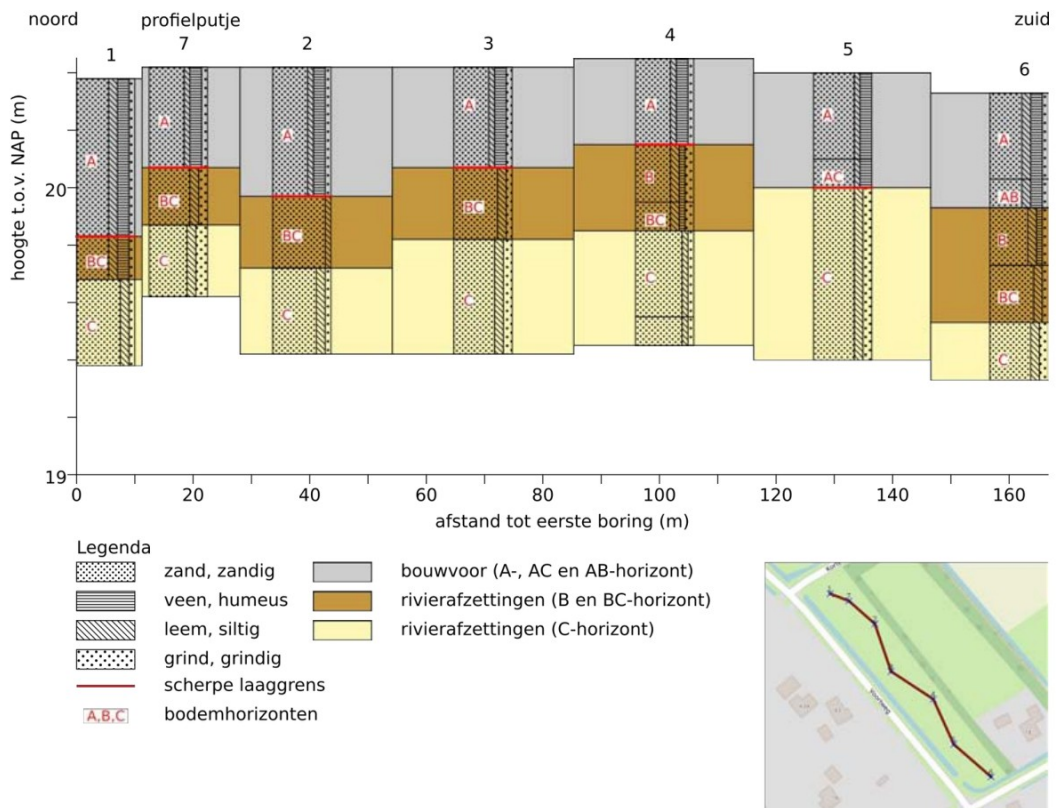 noord profielputje zuid
1 7 2 3 4 5 6
hoogte t.o.v. NAP (m)
20
19
A
BC
C
A
BC
C
A
BC
C
A
BC
C
A
B
BC
C
A
AC
C
A
AB
B
BC
C
0 20 40 60 80 100 120 140 160
afstand tot eerste boring (m)
Legenda
zand, zandig
veen, humeus
leem, siltig
grind, grindig
scherpe laaggrens
A,B,C bodemhorizonten
bouwvoor (A-, AC en AB-horizont)
rivierafzettingen (B en BC-horizont)
rivierafzettingen (C-horizont)
Voorweg